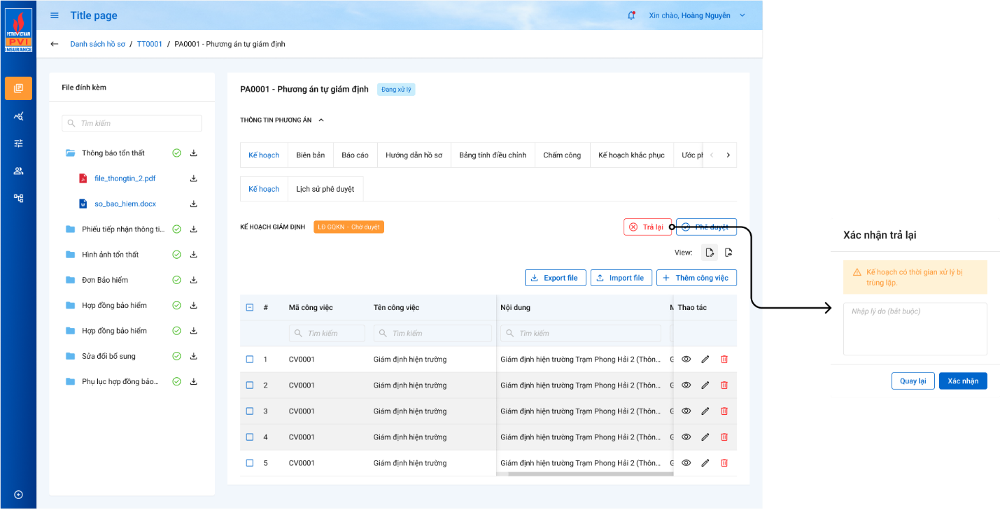 PETROVIETNAM
PVI
INSURANCE
Title page
Xin chào, Hoàng Nguyên
Danh sách hồ sơ / TT0001 / PA0001 - Phương án tự giám định
File đính kèm
Tìm kiếm
Thông báo tổn thất
file_thongtin_2.pdf
so_bao_hiem.docx
Phiếu tiếp nhận thông ti...
Hình ảnh tổn thất
Đơn Bảo hiểm
Hợp đồng bảo hiểm
Hợp đồng bảo hiểm
Sửa đổi bổ sung
Phụ lục hợp đồng bảo...
PA0001 - Phương án tự giám định Đang xử lý
THÔNG TIN PHƯƠNG ÁN
Kế hoạch Biên bản Báo cáo Hướng dẫn hồ sơ Bảng tính điều chỉnh Chấm công Kế hoạch khắc phục Ước ph
Kế hoạch Lịch sử phê duyệt
KẾ HOẠCH GIÁM ĐỊNH LĐ GQKN - Chờ duyệt Trả lại Phê duyệt
View:
Export file Import file Thêm công việc
# Mã công việc Tên công việc Nội dung M Thao tác
Tìm kiếm Tìm kiếm Tìm kiếm
1 CV0001 Giám định hiện trường Giám định hiện trường Trạm Phong Hải 2 (Thôn... G
2 CV0001 Giám định hiện trường Giám định hiện trường Trạm Phong Hải 2 (Thôn... G
3 CV0001 Giám định hiện trường Giám định hiện trường Trạm Phong Hải 2 (Thôn... G
4 CV0001 Giám định hiện trường Giám định hiện trường Trạm Phong Hải 2 (Thôn... G
5 CV0001 Giám định hiện trường Giám định hiện trường Trạm Phong Hải 2 (Thôn... G
Xác nhận trả lại
Kế hoạch có thời gian xử lý bị
trùng lặp.
Nhập lý do (bắt buộc)
Quay lại Xác nhận